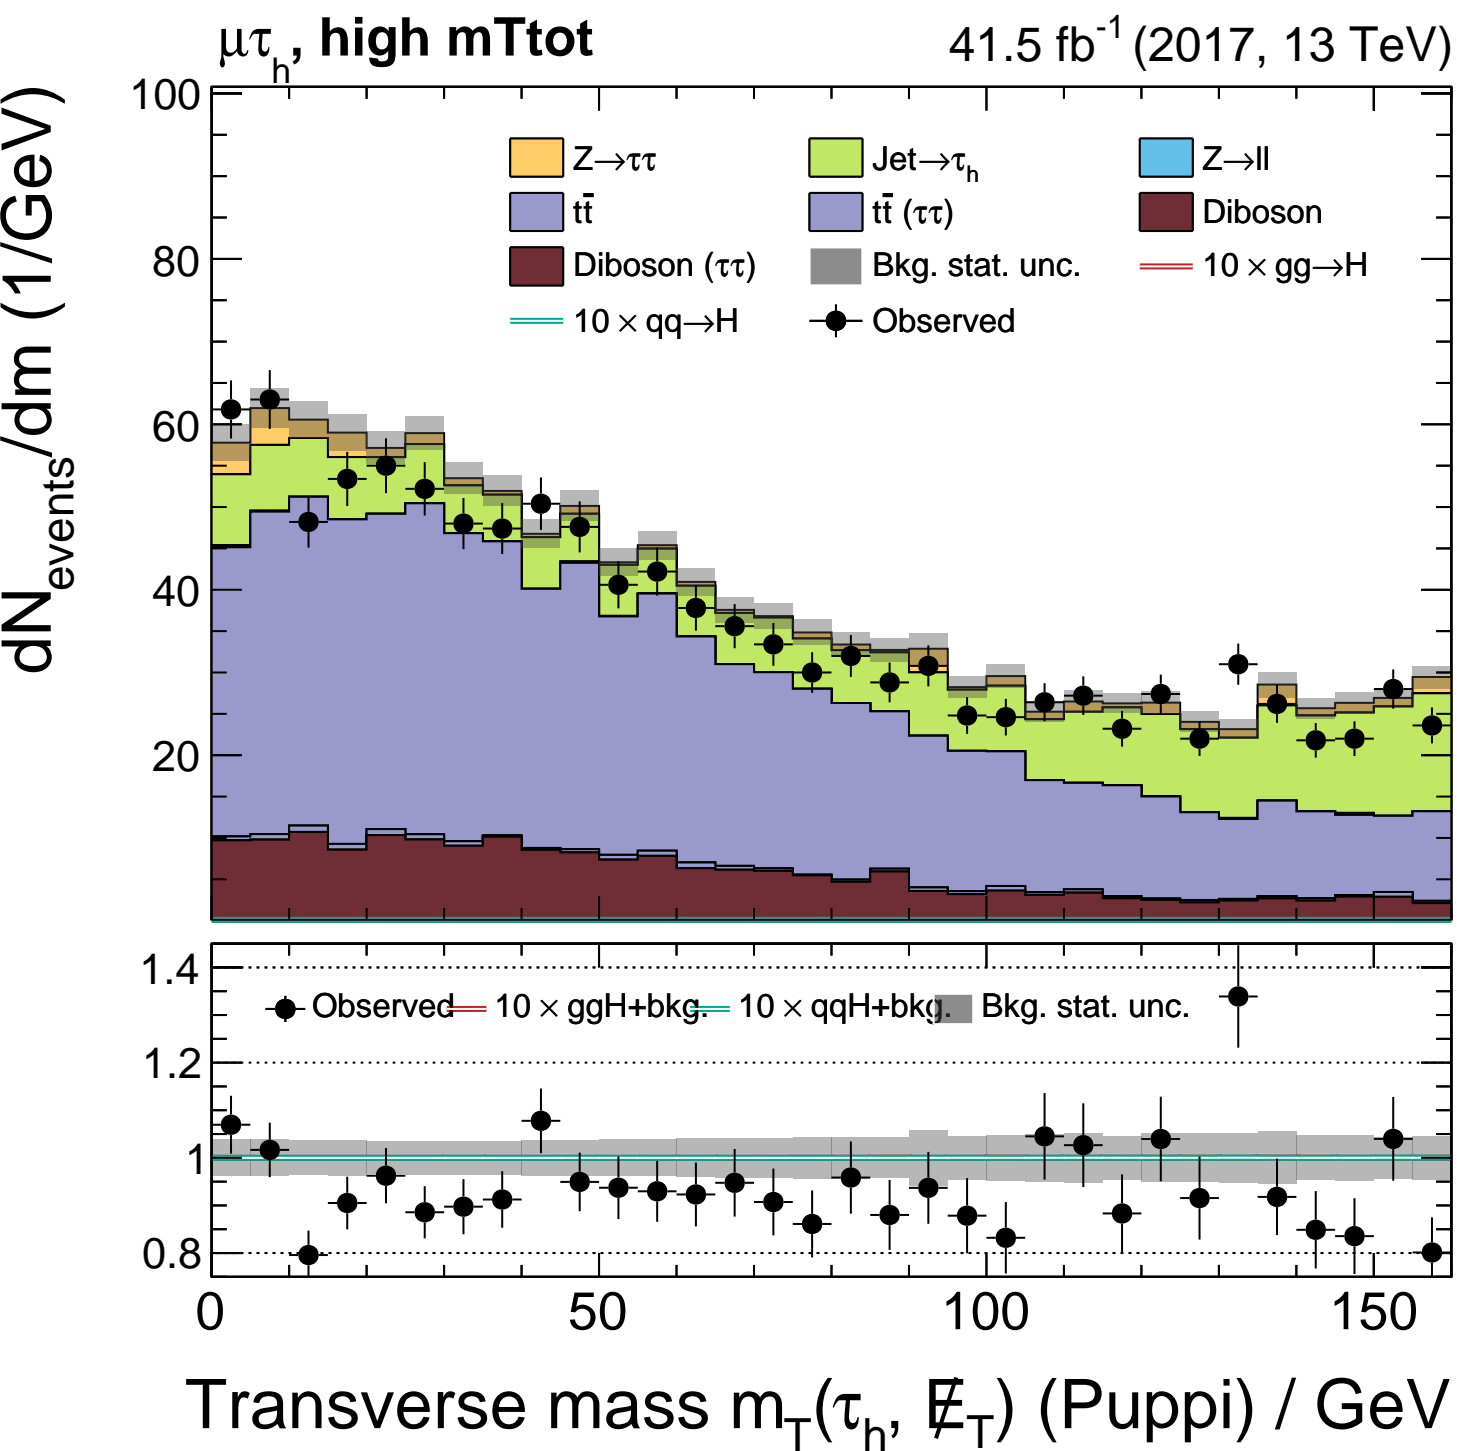 μτh, high mTtot 41.5 fb-1 (2017, 13 TeV)
dNevents/dm (1/GeV)
100
80
60
40
20
Z→ττ Jet→τh Z→ll
tt̄ tt̄ (ττ) Diboson
Diboson (ττ) Bkg. stat. unc. 10 × gg→H
10 × qq→H Observed
1.4
1.2
1
0.8
Observed 10 × ggH+bkg. 10 × qqH+bkg. Bkg. stat. unc.
0 50 100 150
Transverse mass mT(τh, E̸T) (Puppi) / GeV